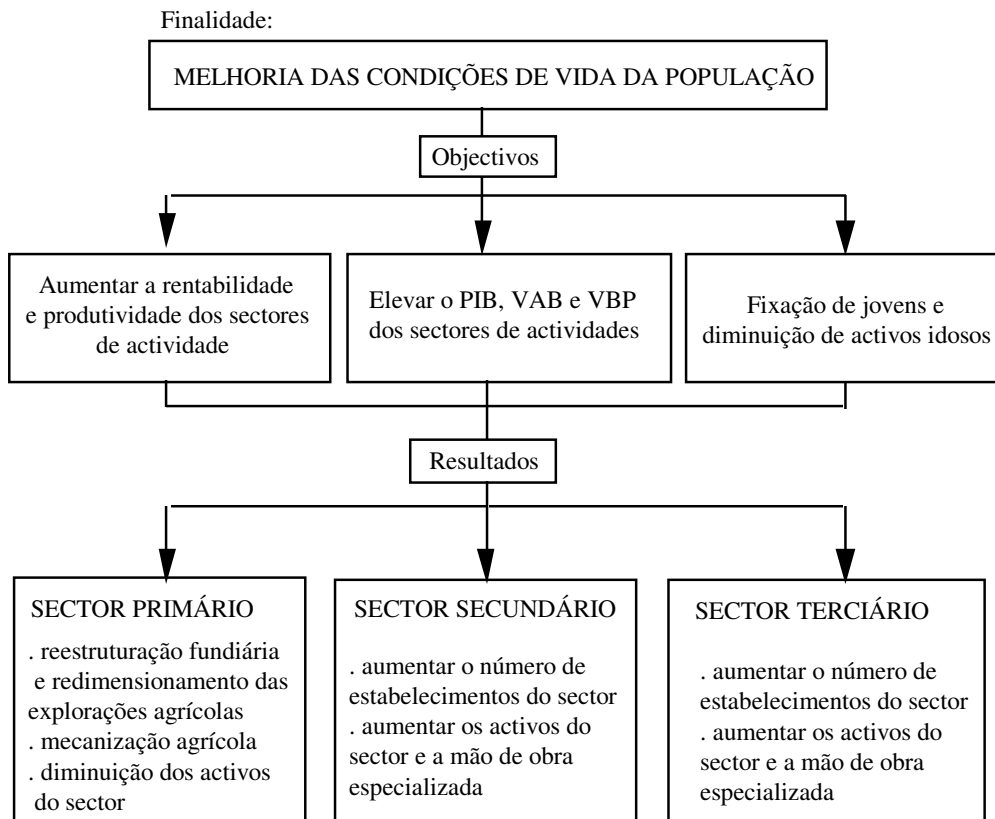 Finalidade:
MELHORIA DAS CONDIÇÕES DE VIDA DA POPULAÇÃO
Objectivos
Aumentar a rentabilidade
e produtividade dos sectores
de actividade
Elevar o PIB, VAB e VBP
dos sectores de actividades
Fixação de jovens e
diminuição de activos idosos
Resultados
SECTOR PRIMÁRIO
. reestruturação fundiária
e redimensionamento das
explorações agrícolas
. mecanização agrícola
. diminuição dos activos
do sector
SECTOR SECUNDÁRIO
. aumentar o número de
estabelecimentos do sector
. aumentar os activos do
sector e a mão de obra
especializada
SECTOR TERCIÁRIO
. aumentar o número de
estabelecimentos do sector
. aumentar os activos do
sector e a mão de obra
especializada